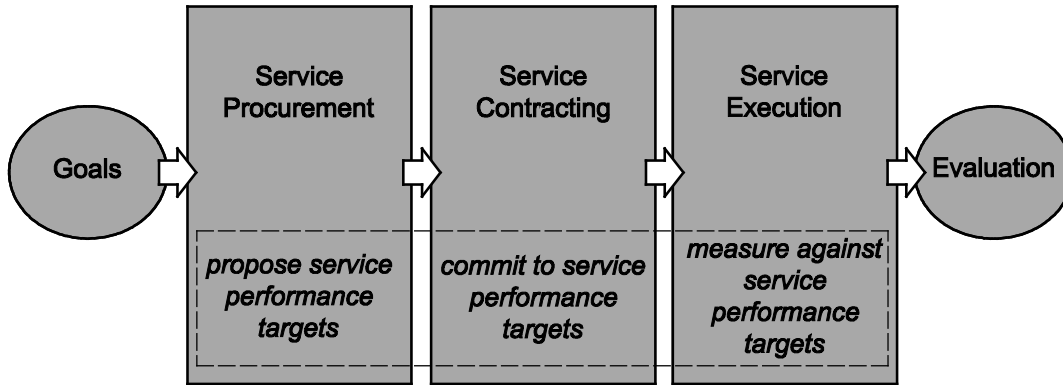 Goals
Service
Procurement
propose service
performance
targets
Service
Contracting
commit to service
performance
targets
Service
Execution
measure against
service
performance
targets
Evaluation